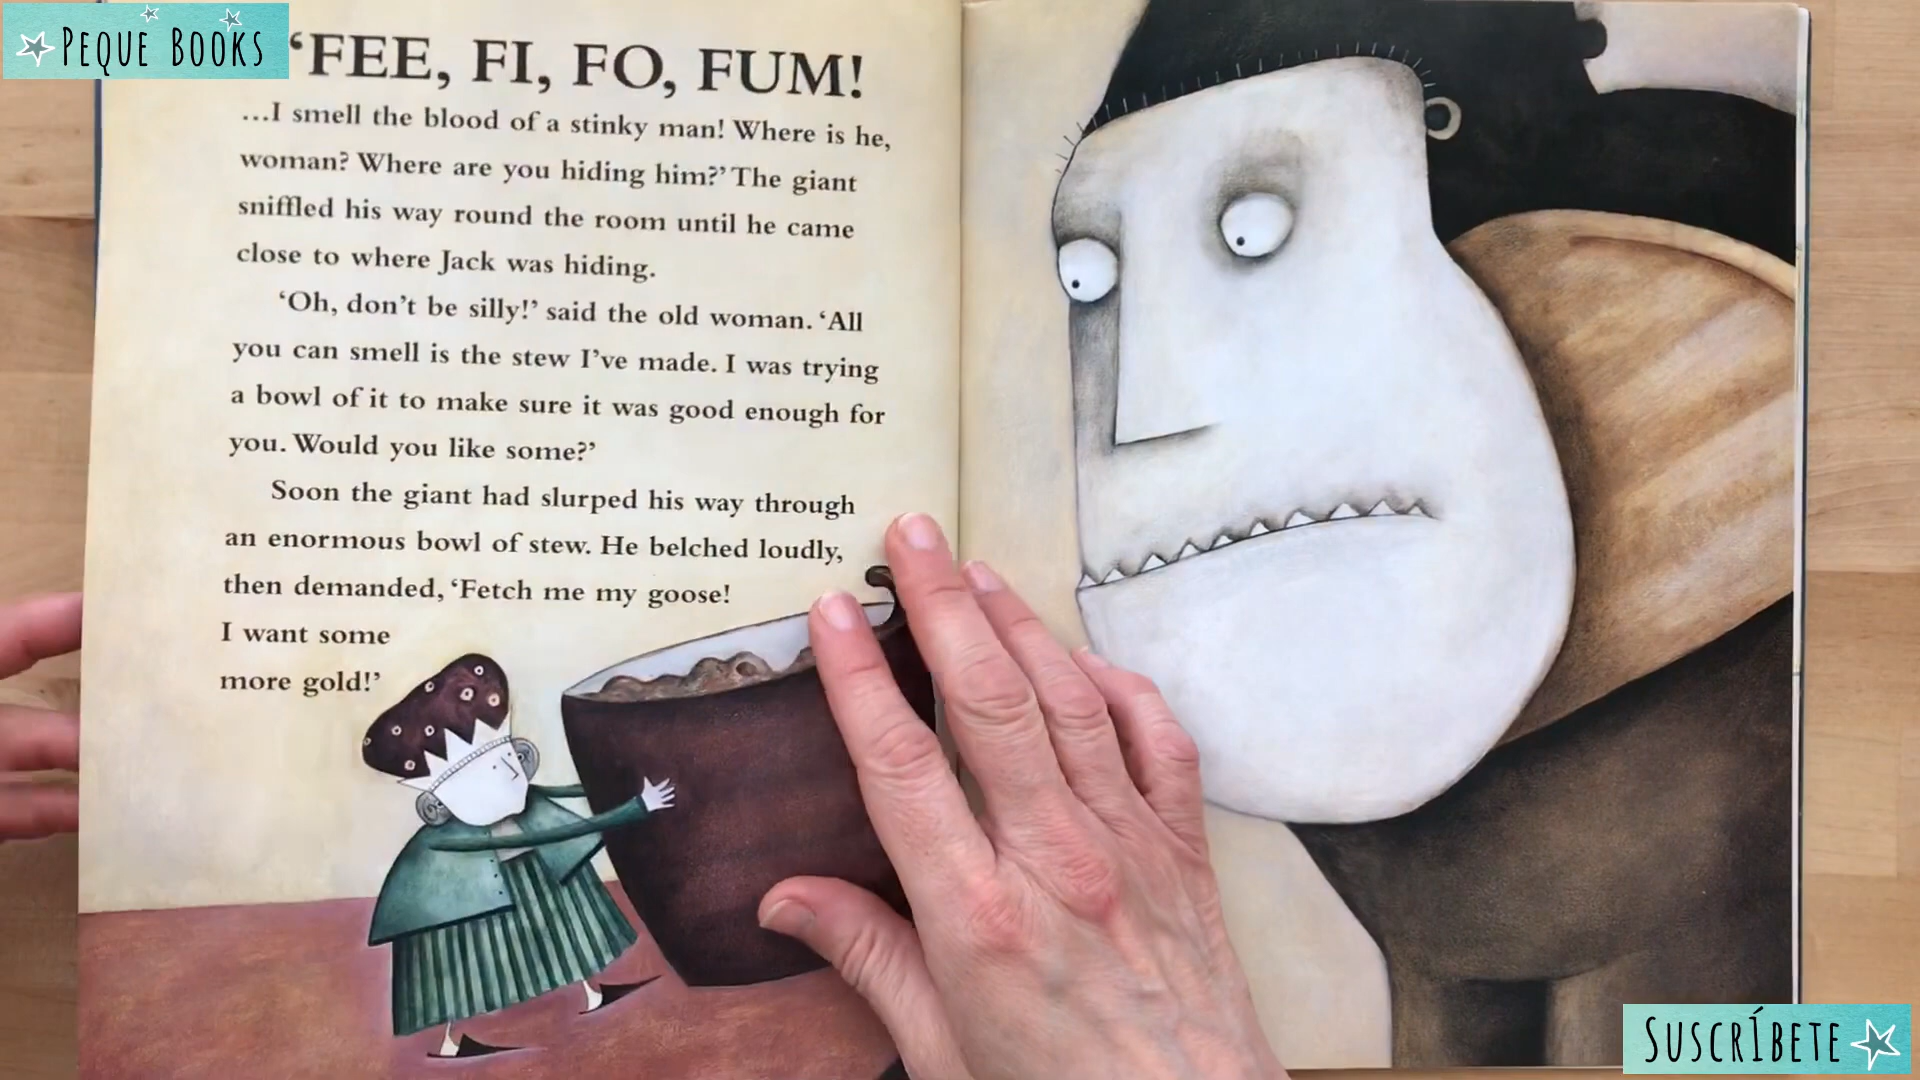 PEQUE BOOKS
‘FEE, FI, FO, FUM!
...I smell the blood of a stinky man! Where is he,
woman? Where are you hiding him?’ The giant
sniffled his way round the room until he came
close to where Jack was hiding.
‘Oh, don’t be silly!’ said the old woman. ‘All
you can smell is the stew I’ve made. I was trying
a bowl of it to make sure it was good enough for
you. Would you like some?’
Soon the giant had slurped his way through
an enormous bowl of stew. He belched loudly,
then demanded, ‘Fetch me my goose!
I want some
more gold!’
SUSCRÍBETE